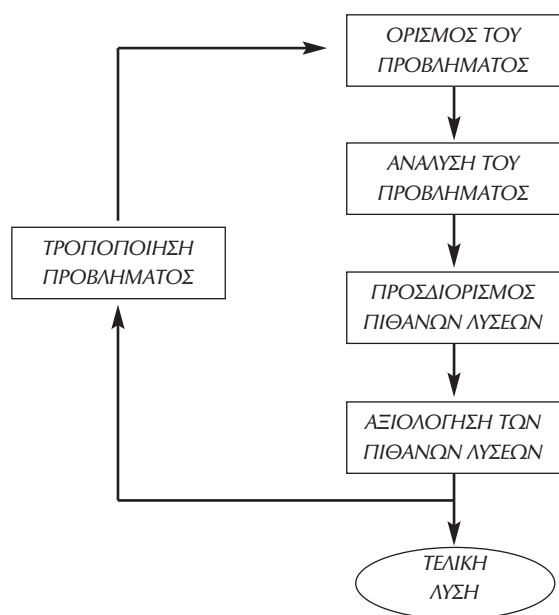 ΟΡΙΣΜΟΣ ΤΟΥ
ΠΡΟΒΛΗΜΑΤΟΣ
ΑΝΑΛΥΣΗ ΤΟΥ
ΠΡΟΒΛΗΜΑΤΟΣ
ΤΡΟΠΟΠΟΙΗΣΗ
ΠΡΟΒΛΗΜΑΤΟΣ
ΠΡΟΣΔΙΟΡΙΣΜΟΣ
ΠΙΘΑΝΩΝ ΛΥΣΕΩΝ
ΑΞΙΟΛΟΓΗΣΗ ΤΩΝ
ΠΙΘΑΝΩΝ ΛΥΣΕΩΝ
ΤΕΛΙΚΗ
ΛΥΣΗ